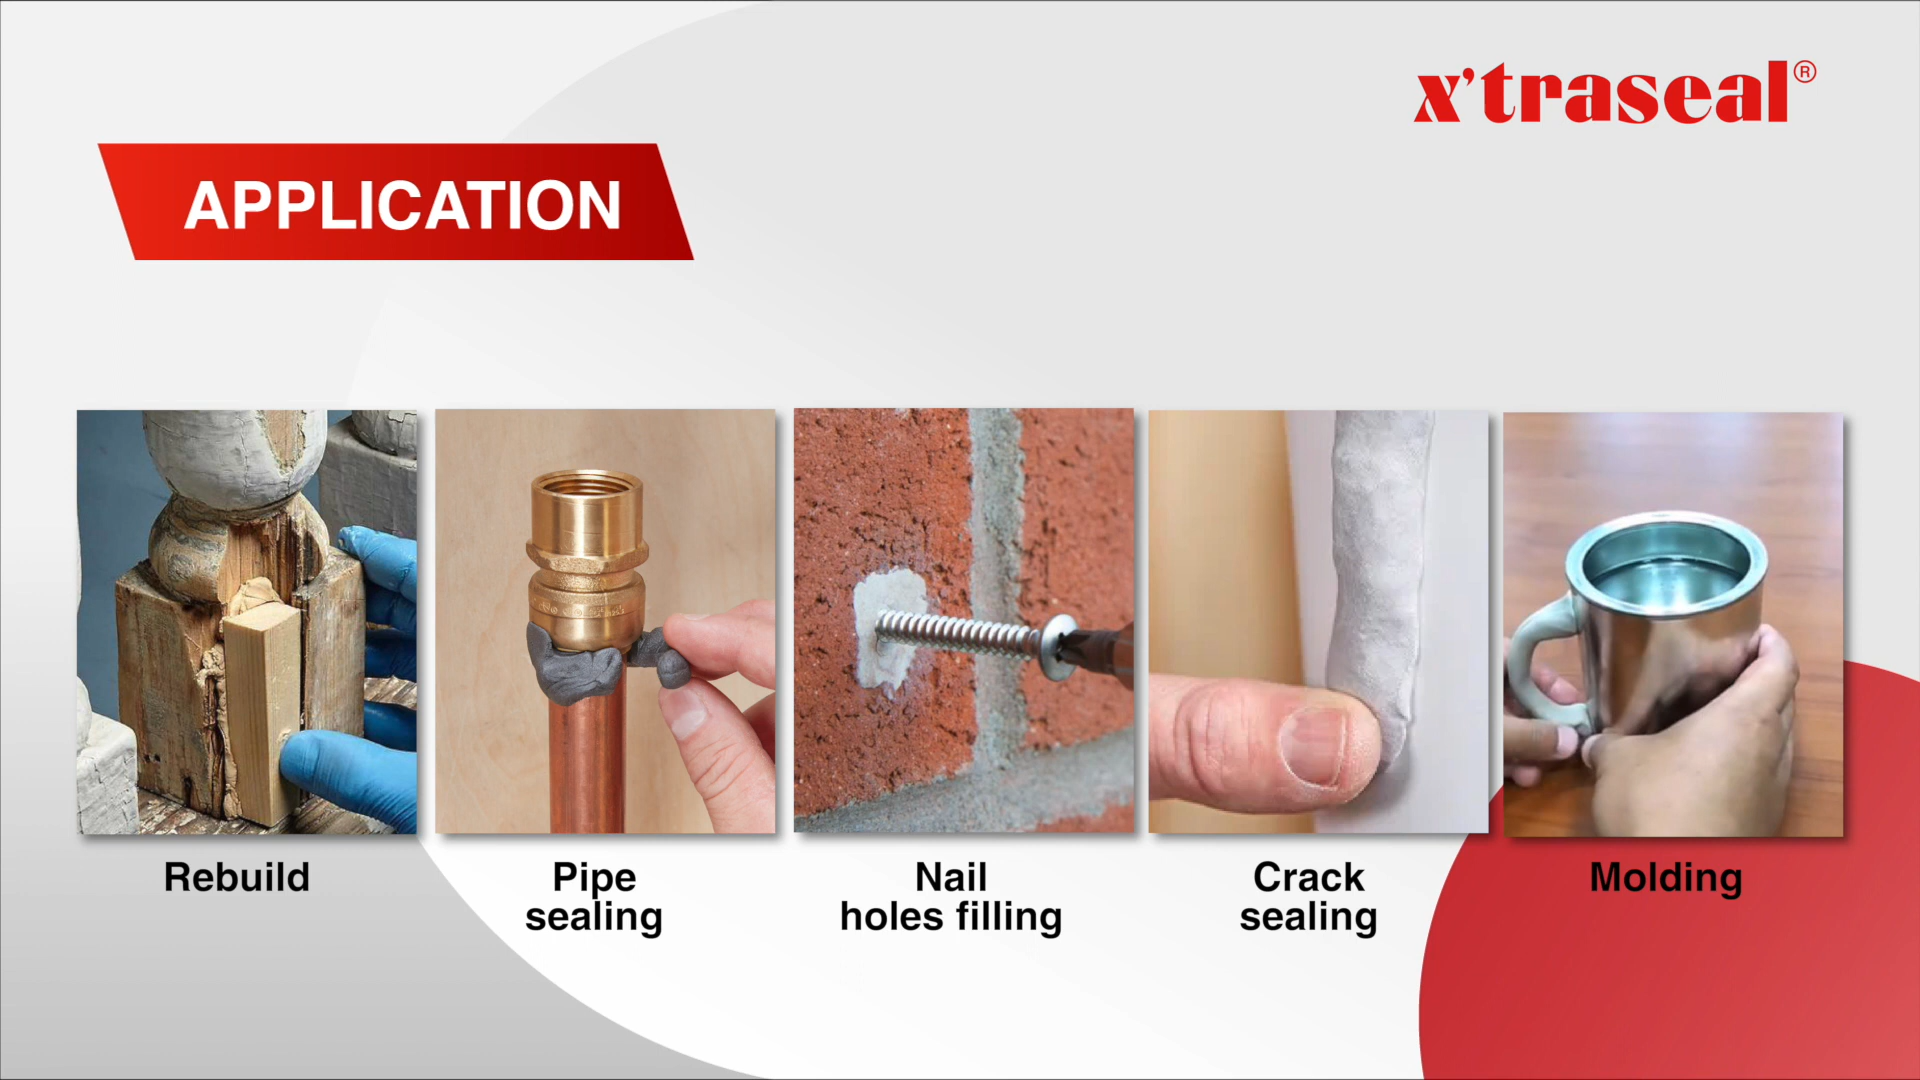 x'traseal®
APPLICATION
Rebuild
Pipe
sealing
Nail
holes filling
Crack
sealing
Molding